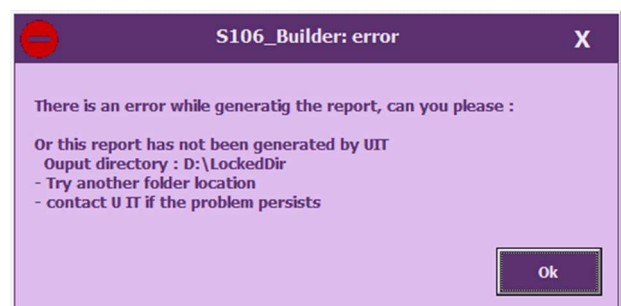 S106_Builder: error
X
There is an error while generatig the report, can you please :
Or this report has not been generated by UIT
Ouput directory : D:\LockedDir
- Try another folder location
- contact U IT if the problem persists
Ok